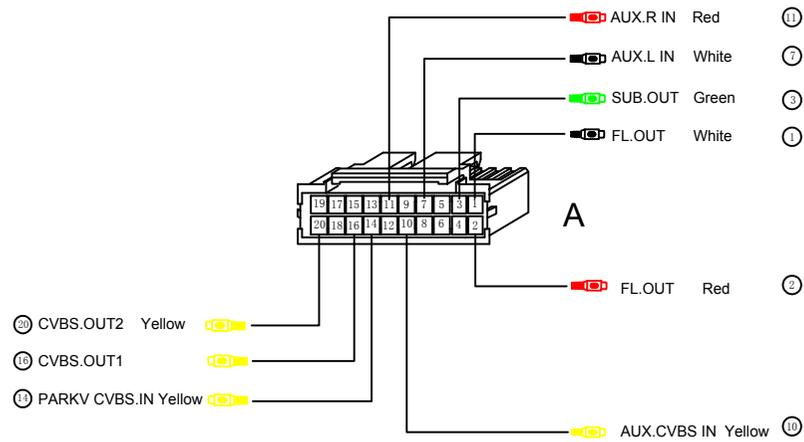 AUX.R IN Red 11
AUX.L IN White 7
SUB.OUT Green 3
FL.OUT White 1
19 17 15 13 11 9 7 5 3 1
20 18 16 14 12 10 8 6 4 2
A
FL.OUT Red 2
20 CVBS.OUT2 Yellow
16 CVBS.OUT1
14 PARKV CVBS.IN Yellow
AUX.CVBS IN Yellow 10